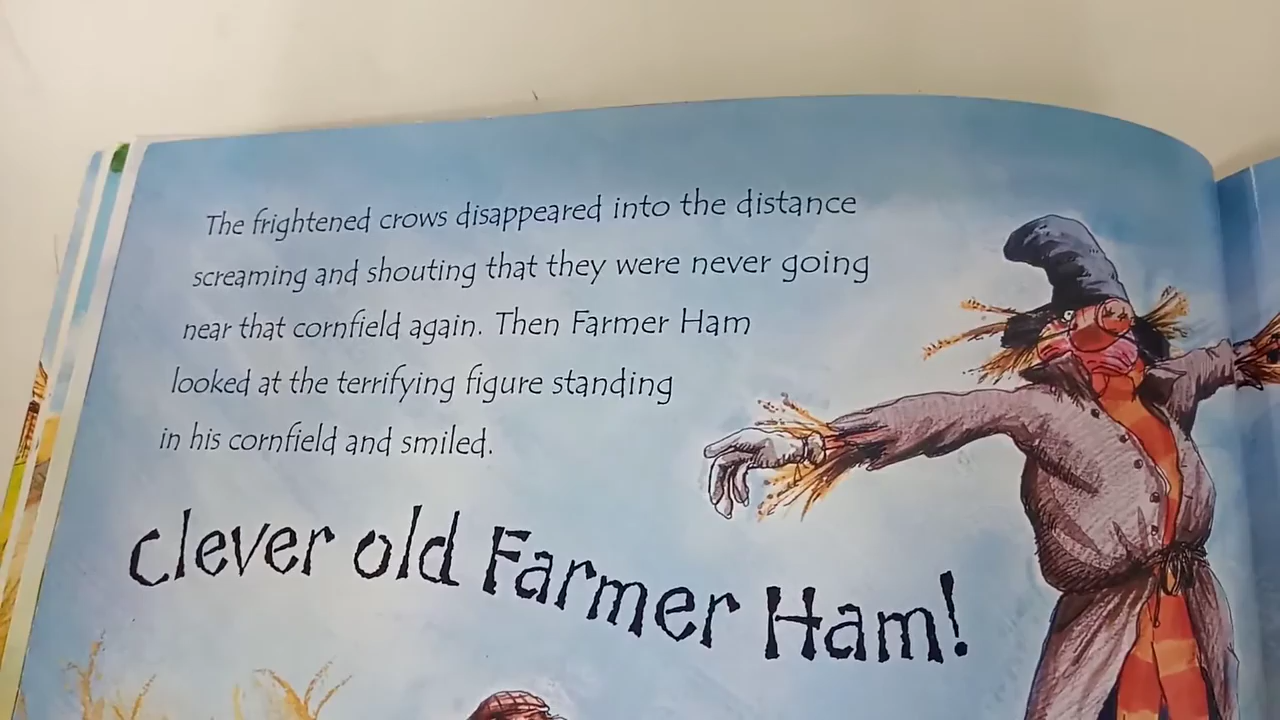 The frightened crows disappeared into the distance
screaming and shouting that they were never going
near that cornfield again. Then Farmer Ham
looked at the terrifying figure standing
in his cornfield and smiled.
clever old Farmer Ham!